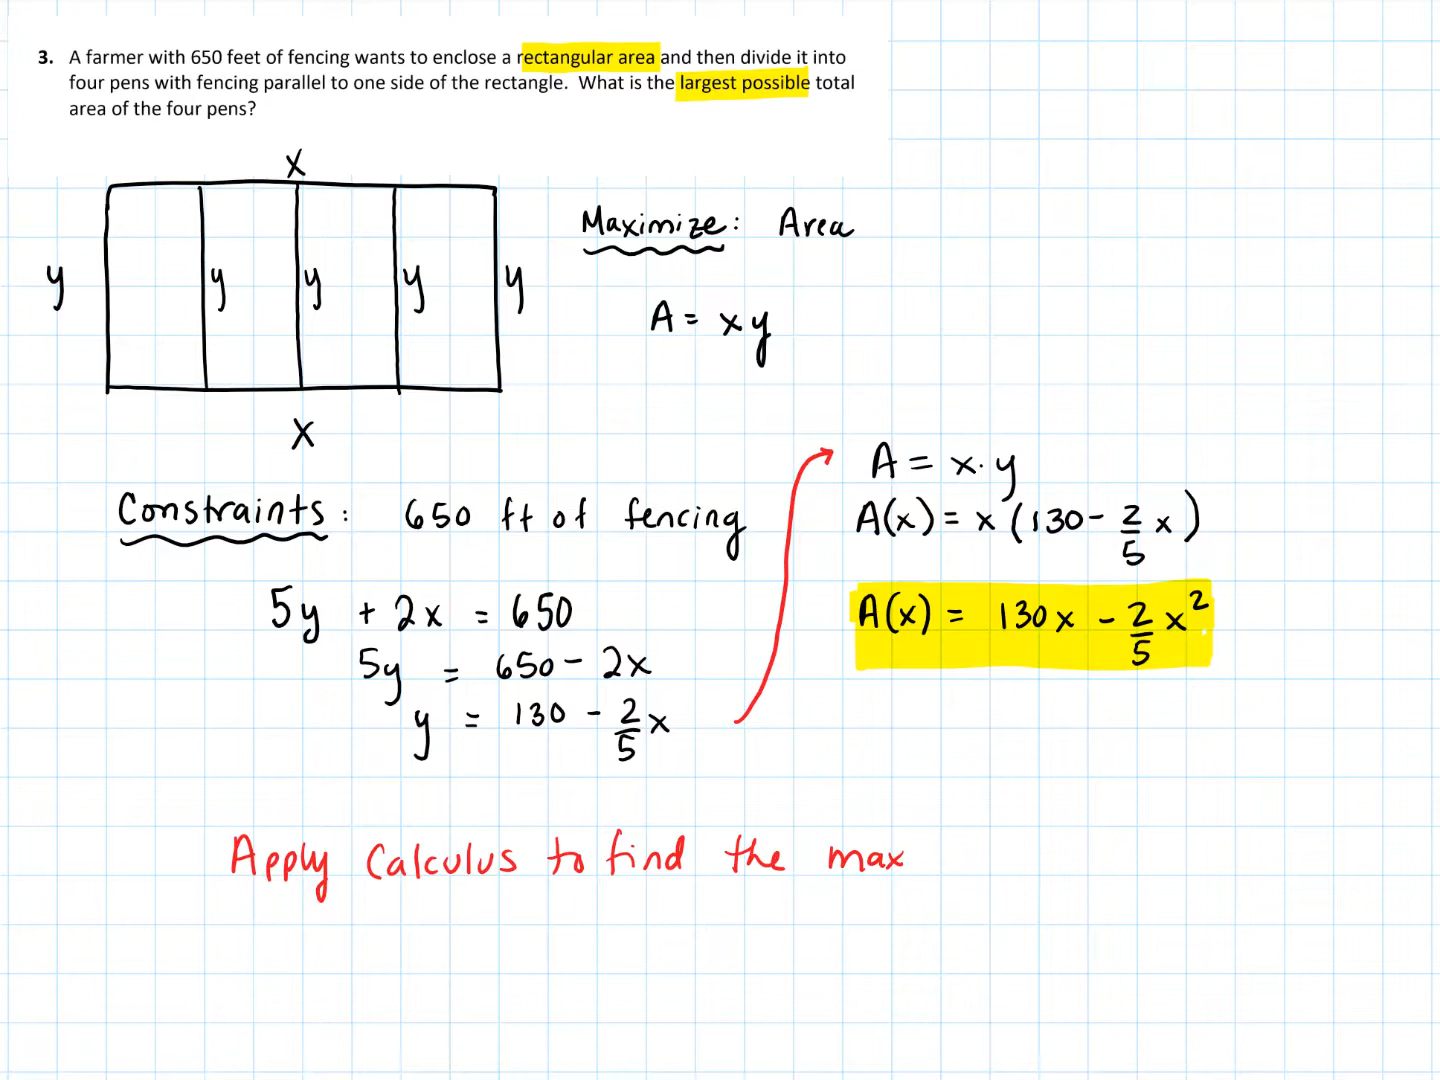 3. A farmer with 650 feet of fencing wants to enclose a rectangular area and then divide it into
four pens with fencing parallel to one side of the rectangle. What is the largest possible total
area of the four pens?
x
y y y y y
x
Maximize: Area
A = xy
Constraints: 650 ft of fencing
5y + 2x = 650
5y = 650 - 2x
y = 130 - 2/5 x
A = x·y
A(x) = x(130 - 2/5 x)
A(x) = 130x - 2/5 x²
Apply Calculus to find the max